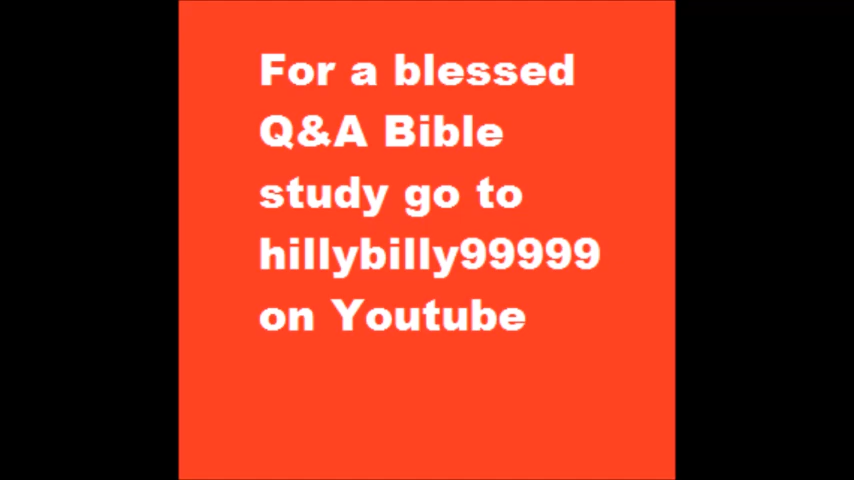 For a blessed
Q&A Bible
study go to
hillybilly99999
on Youtube